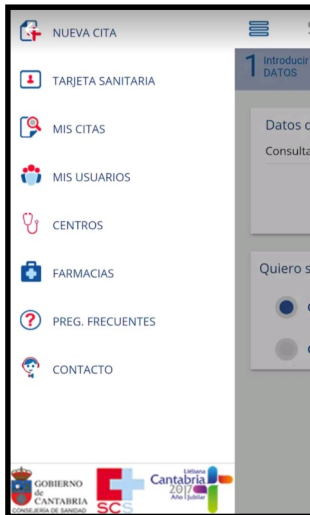 NUEVA CITA
TARJETA SANITARIA
MIS CITAS
MIS USUARIOS
CENTROS
FARMACIAS
PREG. FRECUENTES
CONTACTO
1 Introducir
DATOS
Datos d
Consulta
Quiero s
GOBIERNO
de
CANTABRIA
CONSEJERÍA DE SANIDAD
SCS
Liébana
Cantabria
2017
Año Jubilar